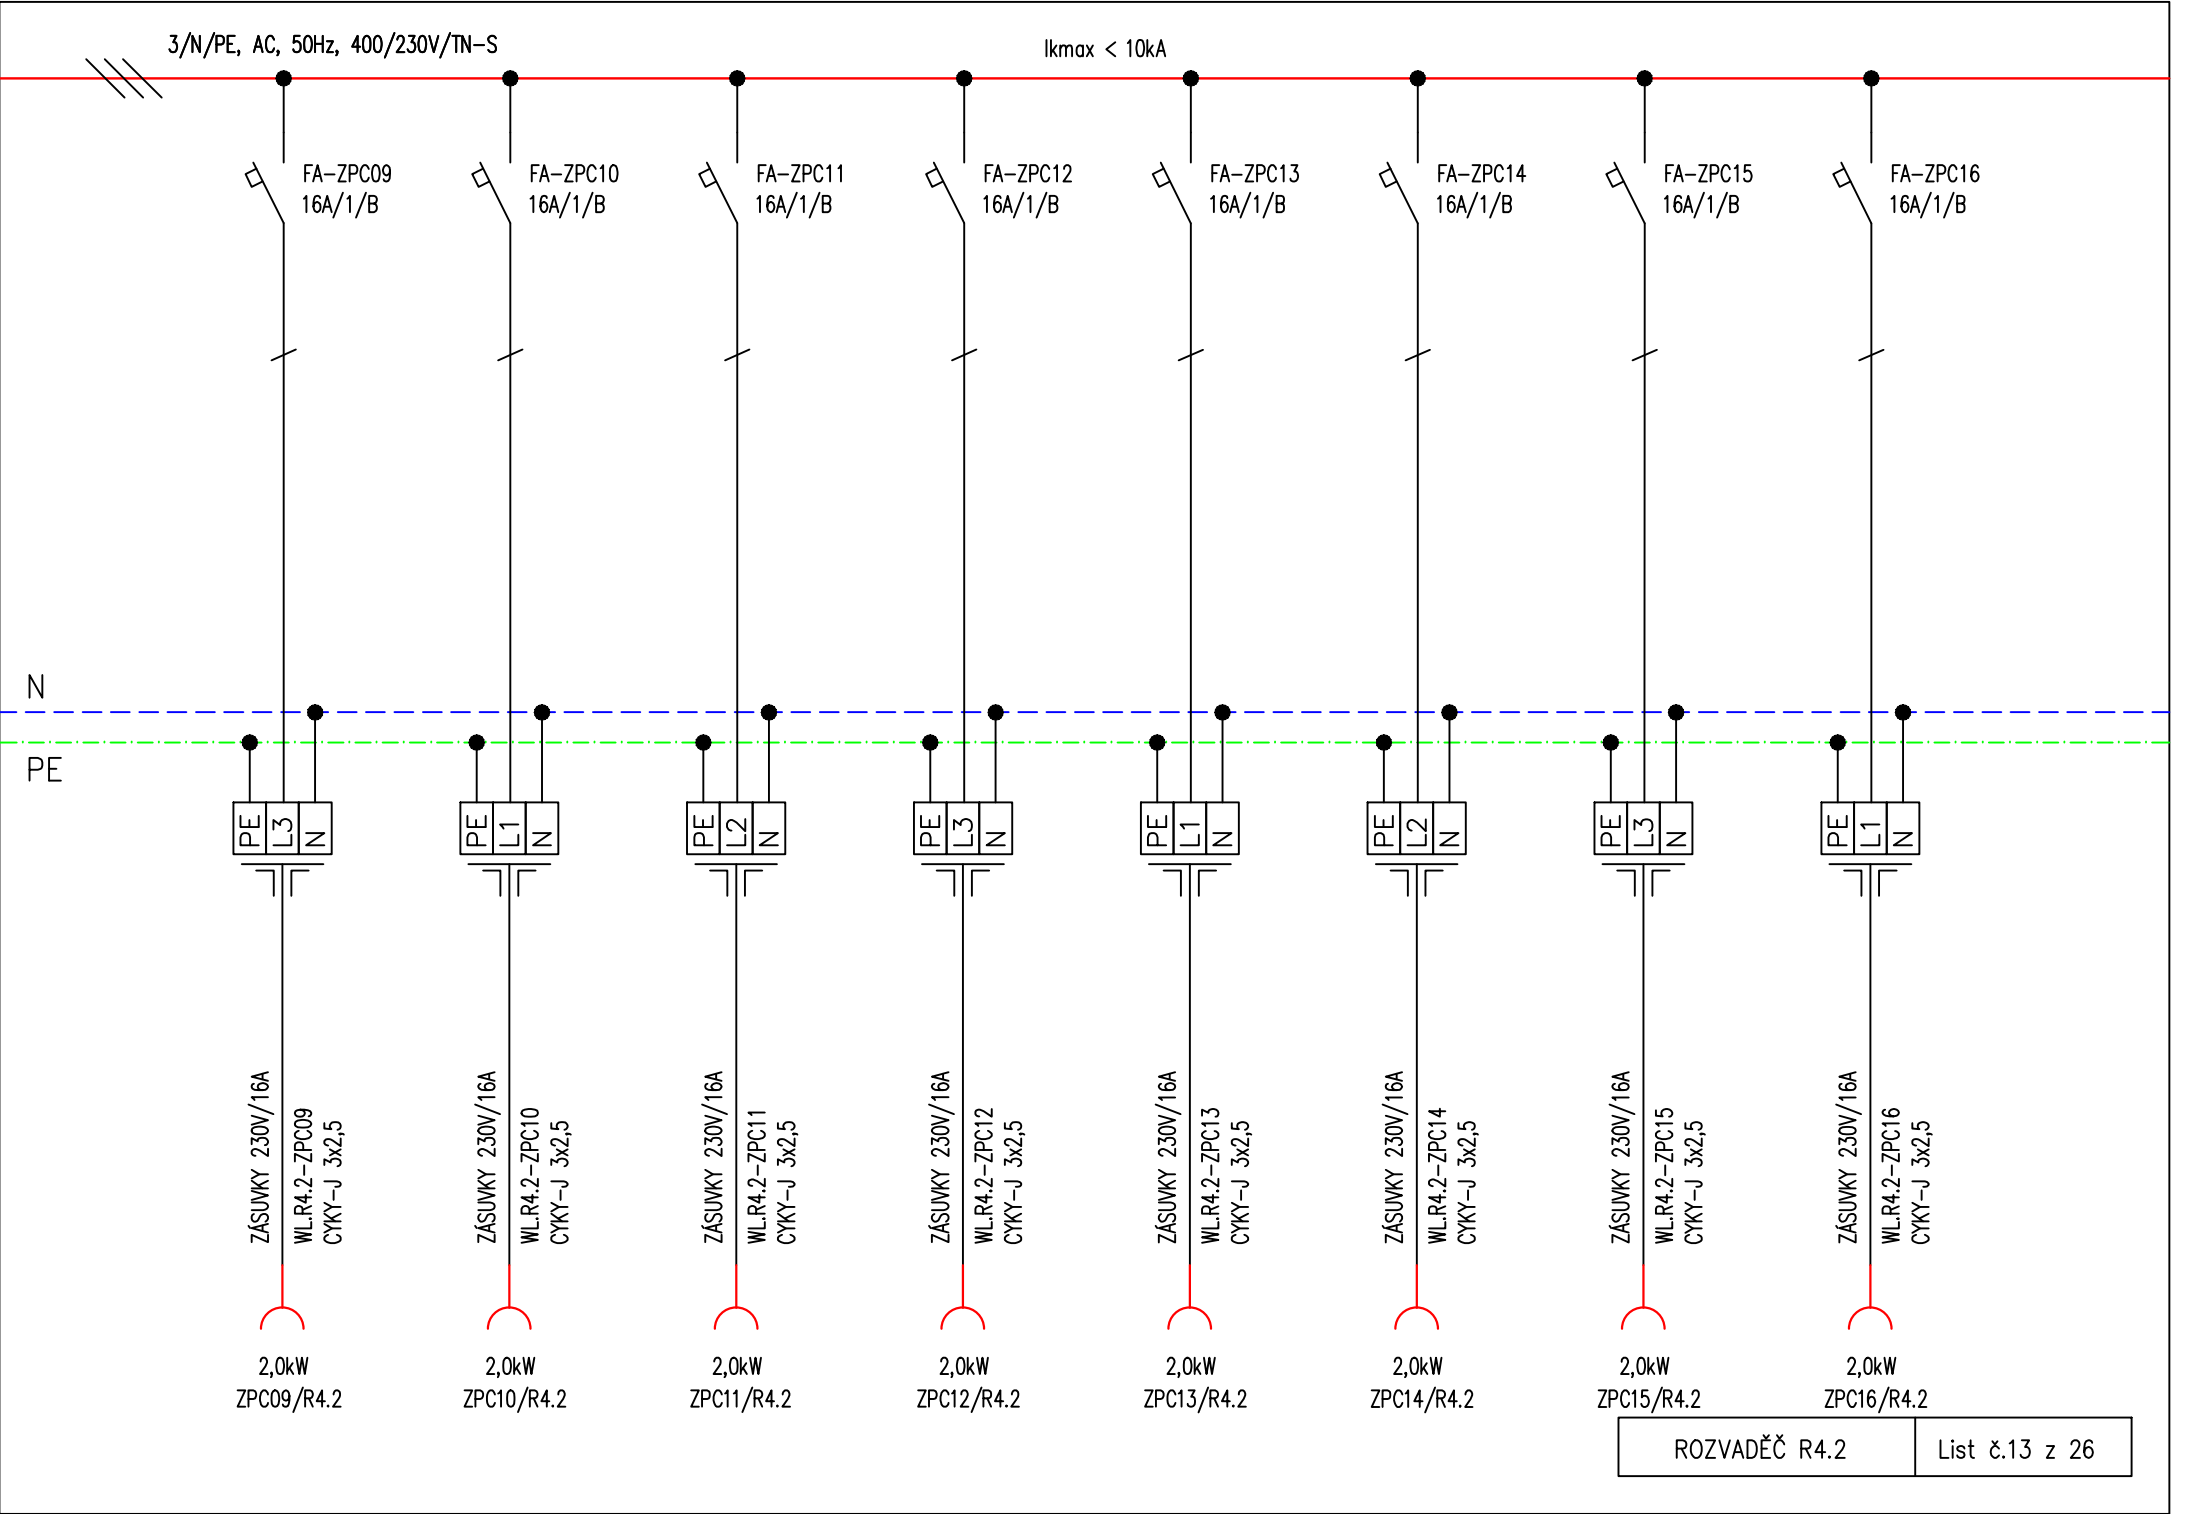 3/N/PE, AC, 50Hz, 400/230V/TN-S
Ikmax < 10kA
FA-ZPC09
16A/1/B
FA-ZPC10
16A/1/B
FA-ZPC11
16A/1/B
FA-ZPC12
16A/1/B
FA-ZPC13
16A/1/B
FA-ZPC14
16A/1/B
FA-ZPC15
16A/1/B
FA-ZPC16
16A/1/B
N
PE
PE L3 N
PE L1 N
PE L2 N
PE L3 N
PE L1 N
PE L2 N
PE L3 N
PE L1 N
ZÁSUVKY 230V/16A
WL.R4.2-ZPC09
CYKY-J 3x2,5
ZÁSUVKY 230V/16A
WL.R4.2-ZPC10
CYKY-J 3x2,5
ZÁSUVKY 230V/16A
WL.R4.2-ZPC11
CYKY-J 3x2,5
ZÁSUVKY 230V/16A
WL.R4.2-ZPC12
CYKY-J 3x2,5
ZÁSUVKY 230V/16A
WL.R4.2-ZPC13
CYKY-J 3x2,5
ZÁSUVKY 230V/16A
WL.R4.2-ZPC14
CYKY-J 3x2,5
ZÁSUVKY 230V/16A
WL.R4.2-ZPC15
CYKY-J 3x2,5
ZÁSUVKY 230V/16A
WL.R4.2-ZPC16
CYKY-J 3x2,5
2,0kW
ZPC09/R4.2
2,0kW
ZPC10/R4.2
2,0kW
ZPC11/R4.2
2,0kW
ZPC12/R4.2
2,0kW
ZPC13/R4.2
2,0kW
ZPC14/R4.2
2,0kW
ZPC15/R4.2
2,0kW
ZPC16/R4.2
ROZVADĚČ R4.2
List č.13 z 26